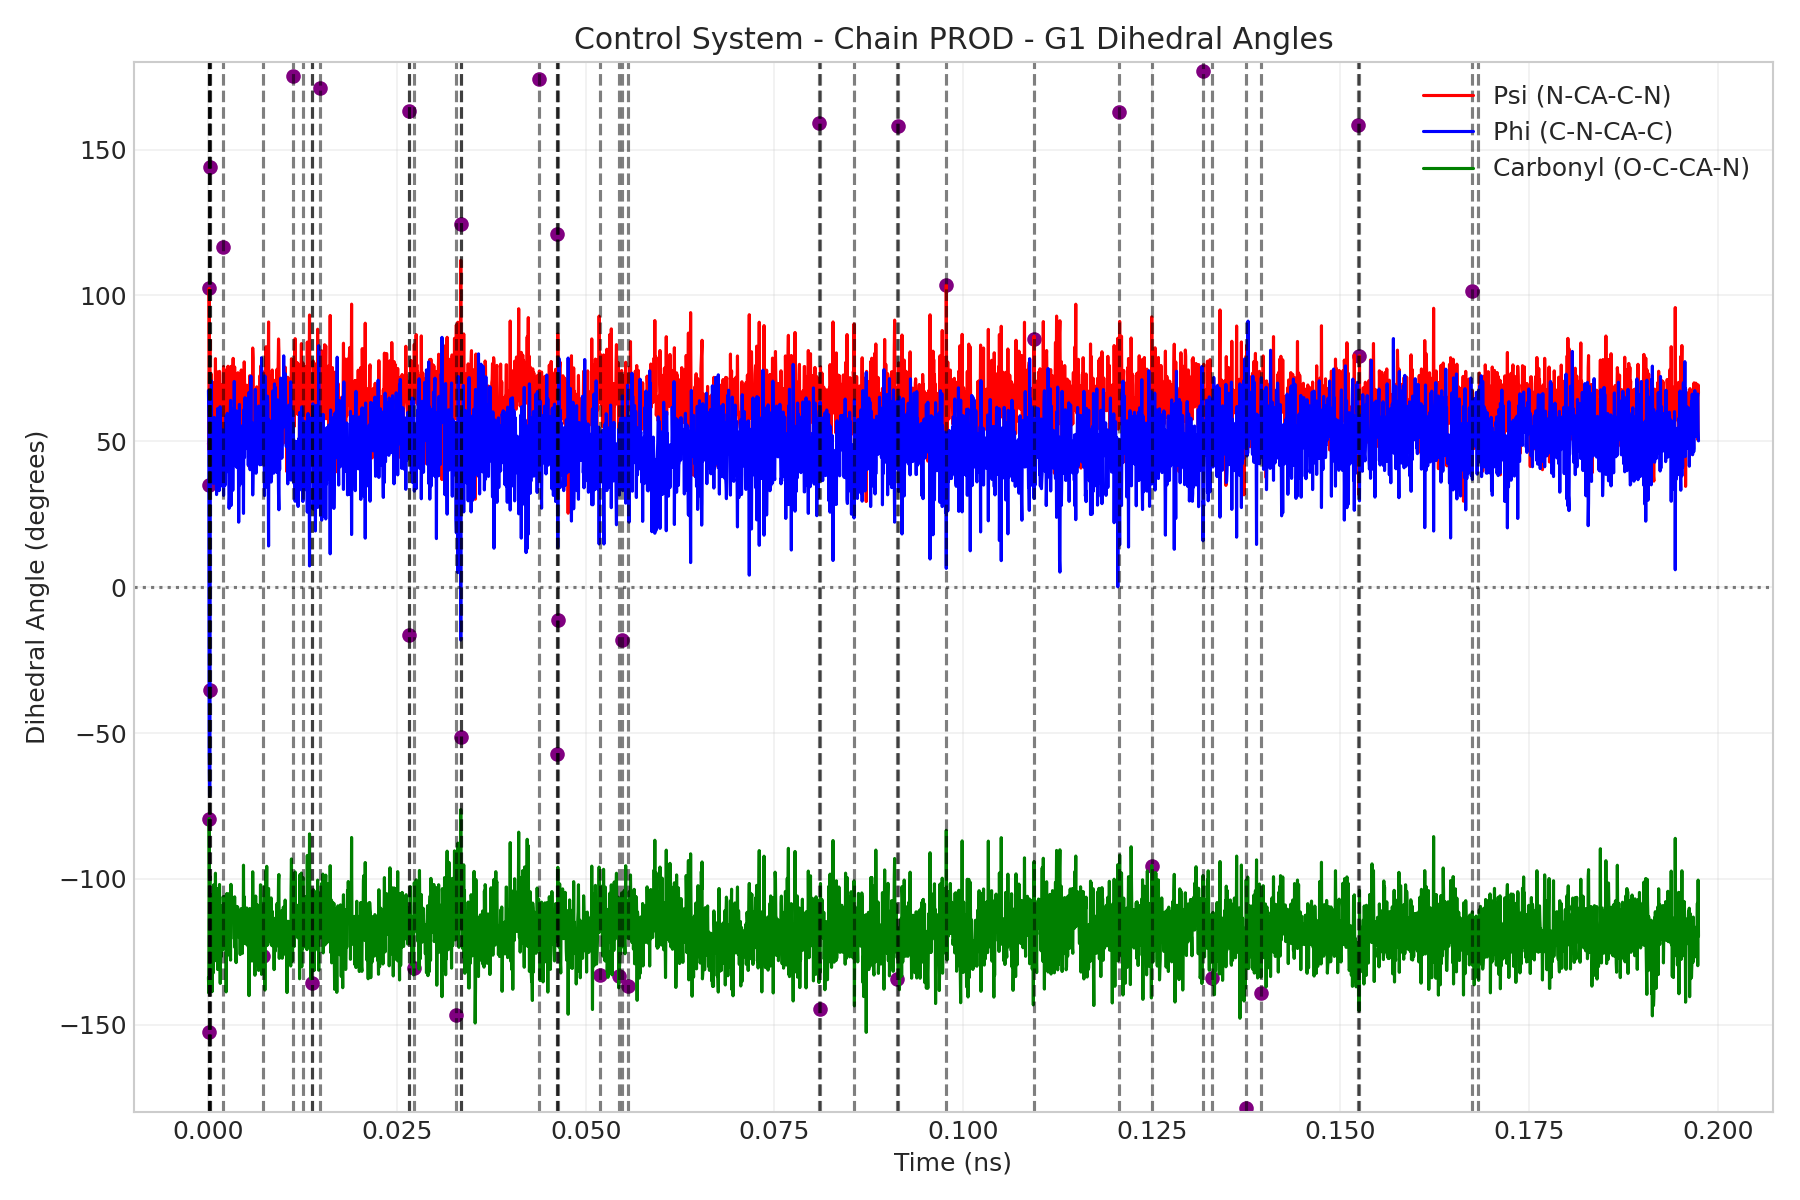 Control System - Chain PROD - G1 Dihedral Angles
Psi (N-CA-C-N)
Phi (C-N-CA-C)
Carbonyl (O-C-CA-N)
Dihedral Angle (degrees)
150
100
50
0
−50
−100
−150
0.000 0.025 0.050 0.075 0.100 0.125 0.150 0.175 0.200
Time (ns)